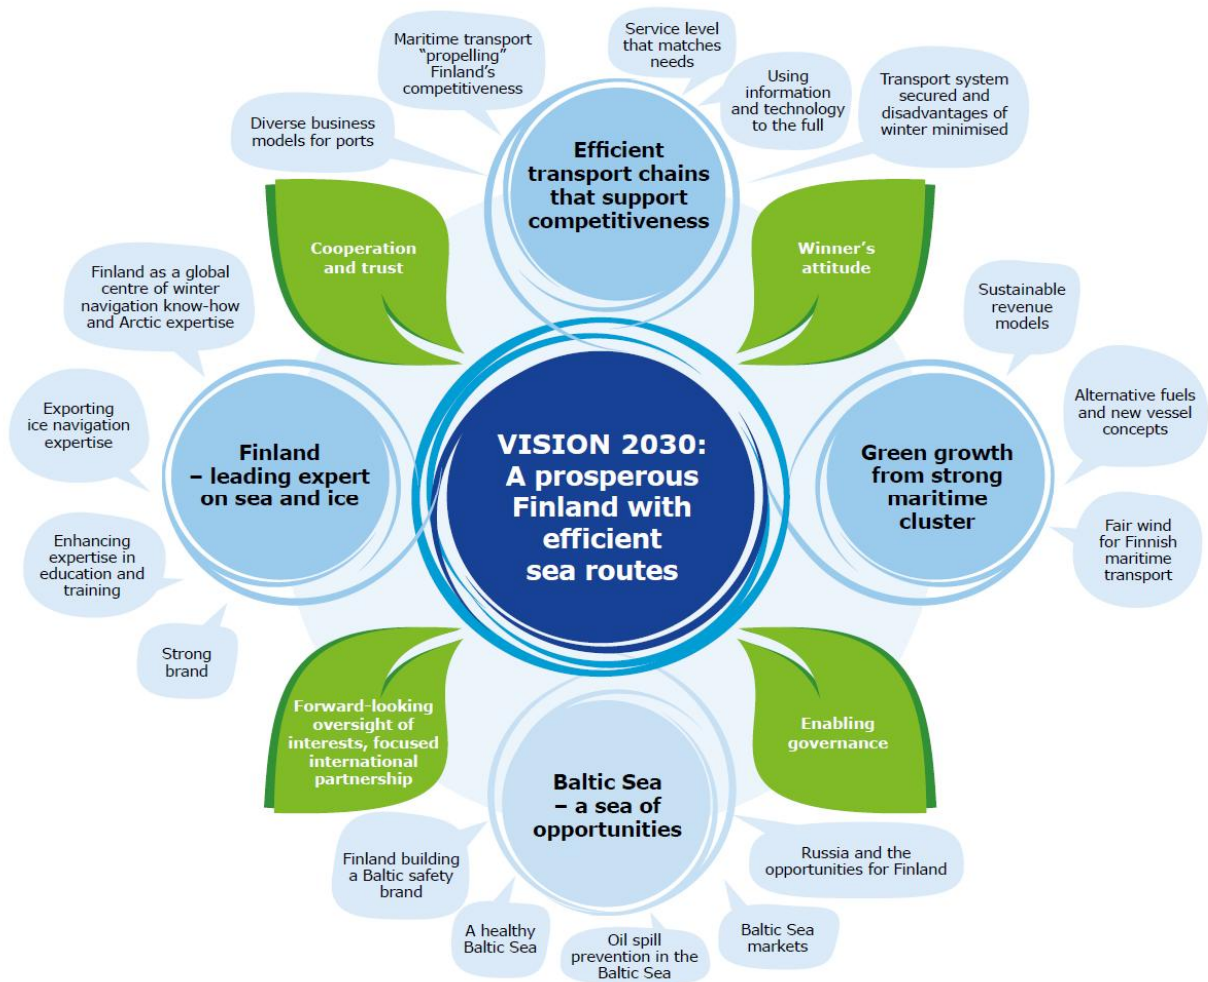 Maritime transport
“propelling”
Finland’s
competitiveness
Service level
that matches
needs
Using
information
and technology
to the full
Transport system
secured and
disadvantages of
winter minimised
Diverse business
models for ports
Efficient
transport chains
that support
competitiveness
Cooperation
and trust
Winner’s
attitude
Finland as a global
centre of winter
navigation know-how
and Arctic expertise
Exporting
ice navigation
expertise
Finland
– leading expert
on sea and ice
Enhancing
expertise in
education and
training
Strong
brand
VISION 2030:
A prosperous
Finland with
efficient
sea routes
Sustainable
revenue
models
Alternative fuels
and new vessel
concepts
Green growth
from strong
maritime
cluster
Fair wind
for Finnish
maritime
transport
Forward-looking
oversight of
interests, focused
international
partnership
Enabling
governance
Baltic Sea
– a sea of
opportunities
Finland building
a Baltic safety
brand
A healthy
Baltic Sea
Oil spill
prevention in the
Baltic Sea
Baltic Sea
markets
Russia and the
opportunities for Finland